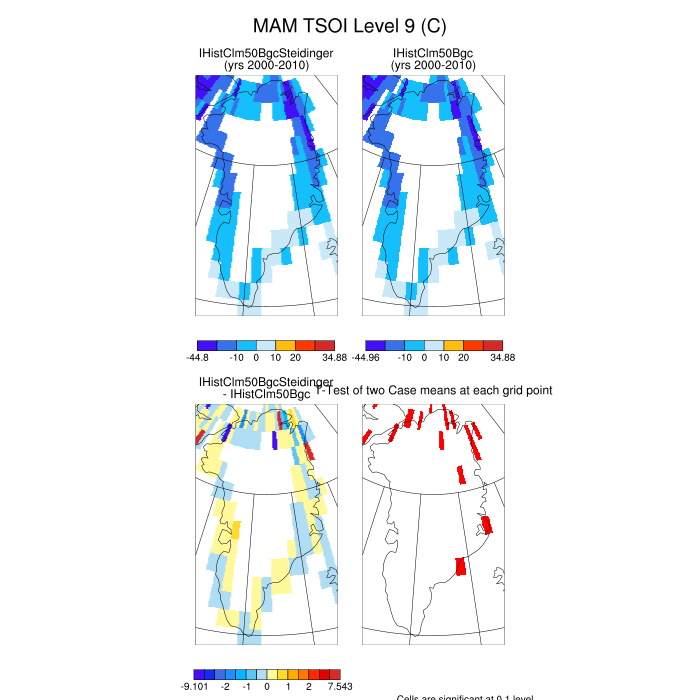 MAM TSOI Level 9 (C)
IHistClm50BgcSteidinger
(yrs 2000-2010)
IHistClm50Bgc
(yrs 2000-2010)
-44.8 -10 0 10 20 34.88
-44.96 -10 0 10 20 34.88
IHistClm50BgcSteidinger
- IHistClm50Bgc
T-Test of two Case means at each grid point
-9.101 -2 -1 0 1 2 7.543
Cells are significant at 0.1 level